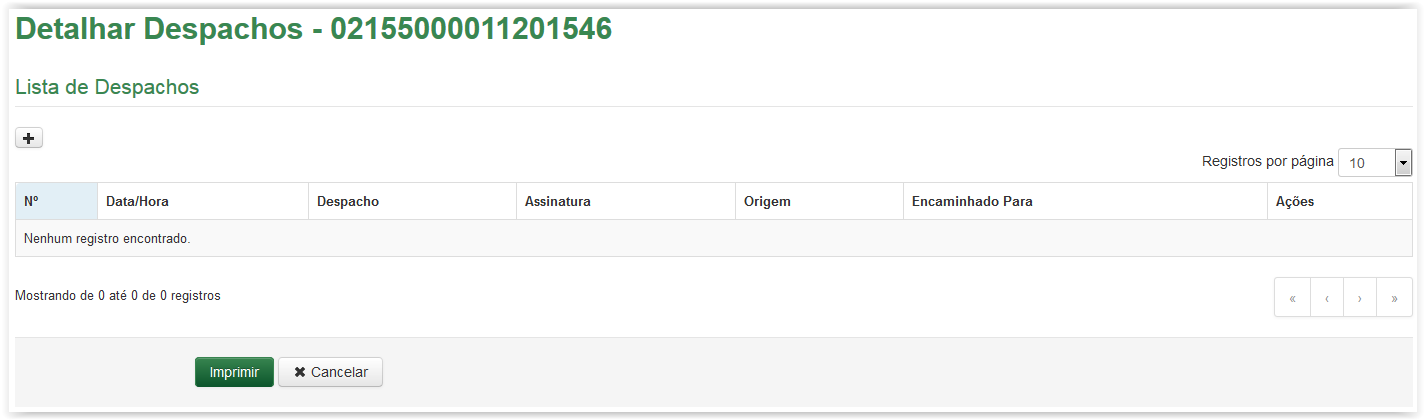 Detalhar Despachos - 02155000011201546
Lista de Despachos
+
Registros por página 10
Nº Data/Hora Despacho Assinatura Origem Encaminhado Para Ações
Nenhum registro encontrado.
Mostrando de 0 até 0 de 0 registros
« ‹ › »
Imprimir ✖ Cancelar